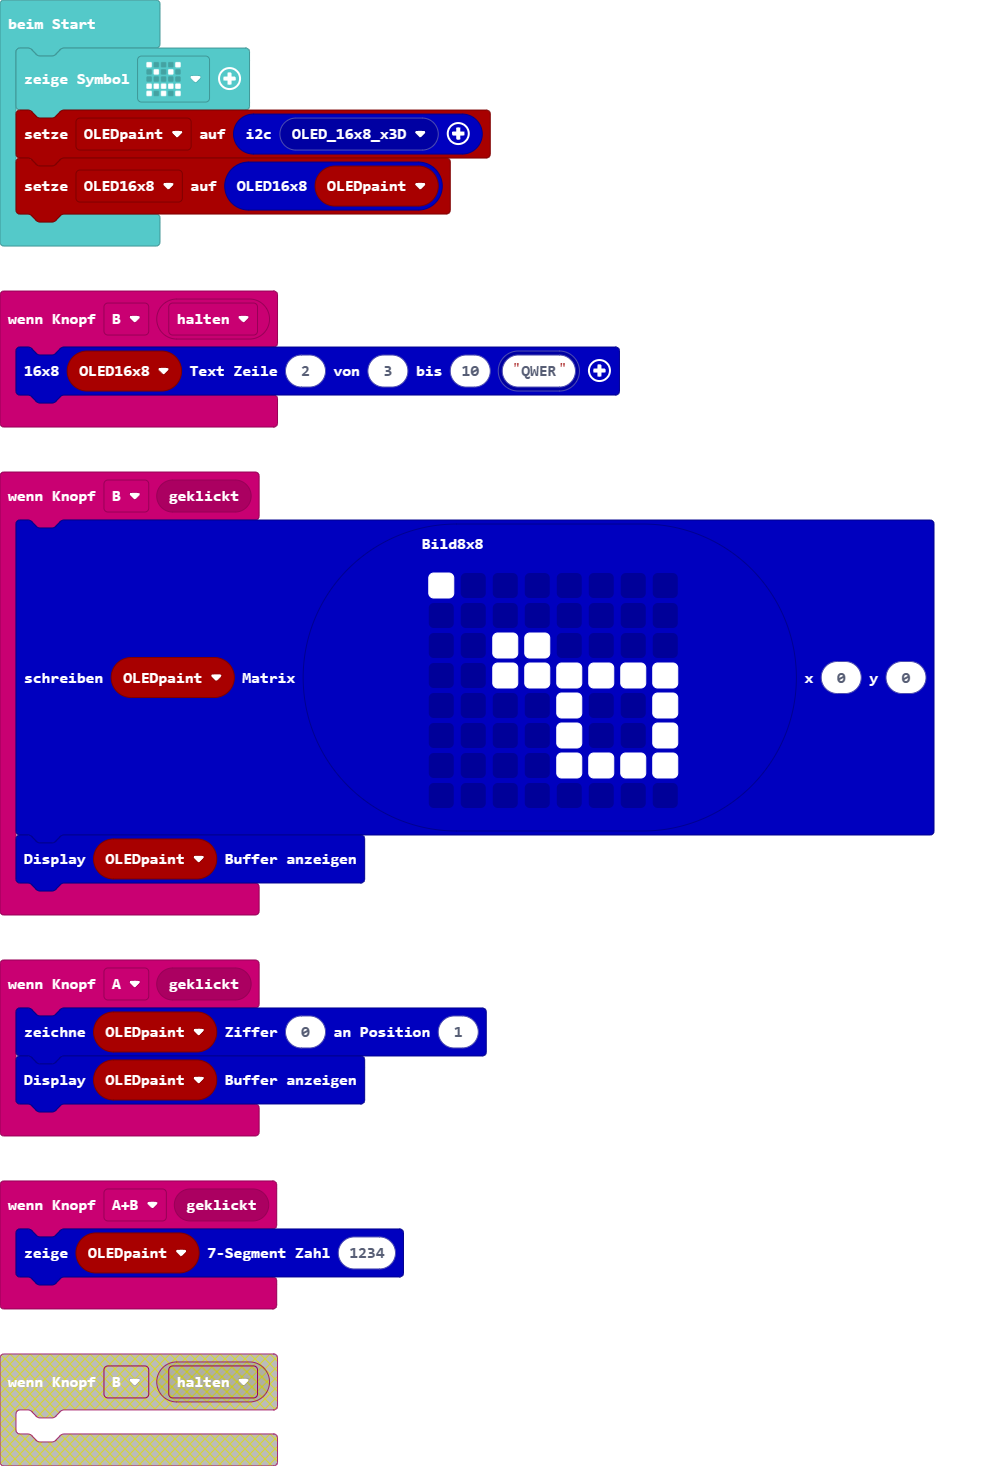 beim Start
zeige Symbol
setze OLEDpaint auf i2c OLED_16x8_x3D
setze OLED16x8 auf OLED16x8 OLEDpaint
wenn Knopf B halten
16x8 OLED16x8 Text Zeile 2 von 3 bis 10 "QWER"
wenn Knopf B geklickt
Bild8x8
schreiben OLEDpaint Matrix x 0 y 0
Display OLEDpaint Buffer anzeigen
wenn Knopf A geklickt
zeichne OLEDpaint Ziffer 0 an Position 1
Display OLEDpaint Buffer anzeigen
wenn Knopf A+B geklickt
zeige OLEDpaint 7-Segment Zahl 1234
wenn Knopf B halten